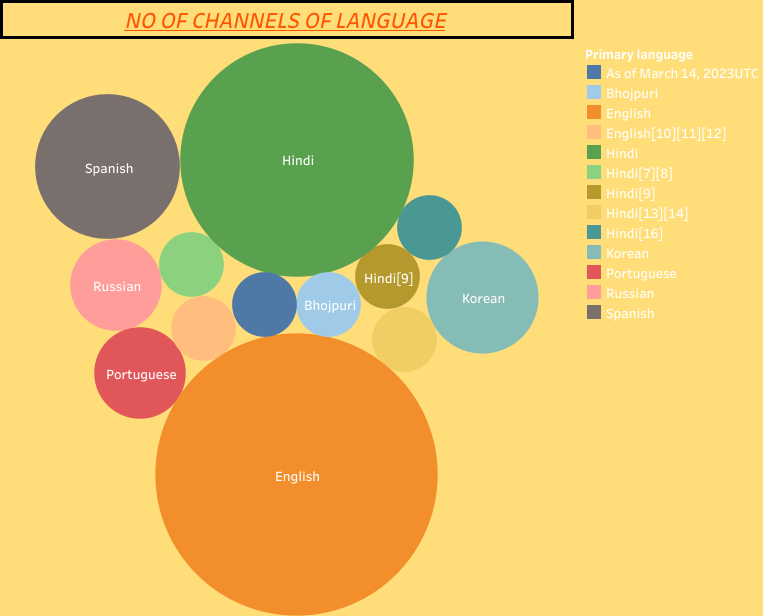 NO OF CHANNELS OF LANGUAGE
Primary language
As of March 14, 2023UTC
Bhojpuri
English
English[10][11][12]
Hindi
Hindi[7][8]
Hindi[9]
Hindi[13][14]
Hindi[16]
Korean
Portuguese
Russian
Spanish
Hindi
Spanish
Hindi[9]
Russian
Korean
Bhojpuri
Portuguese
English